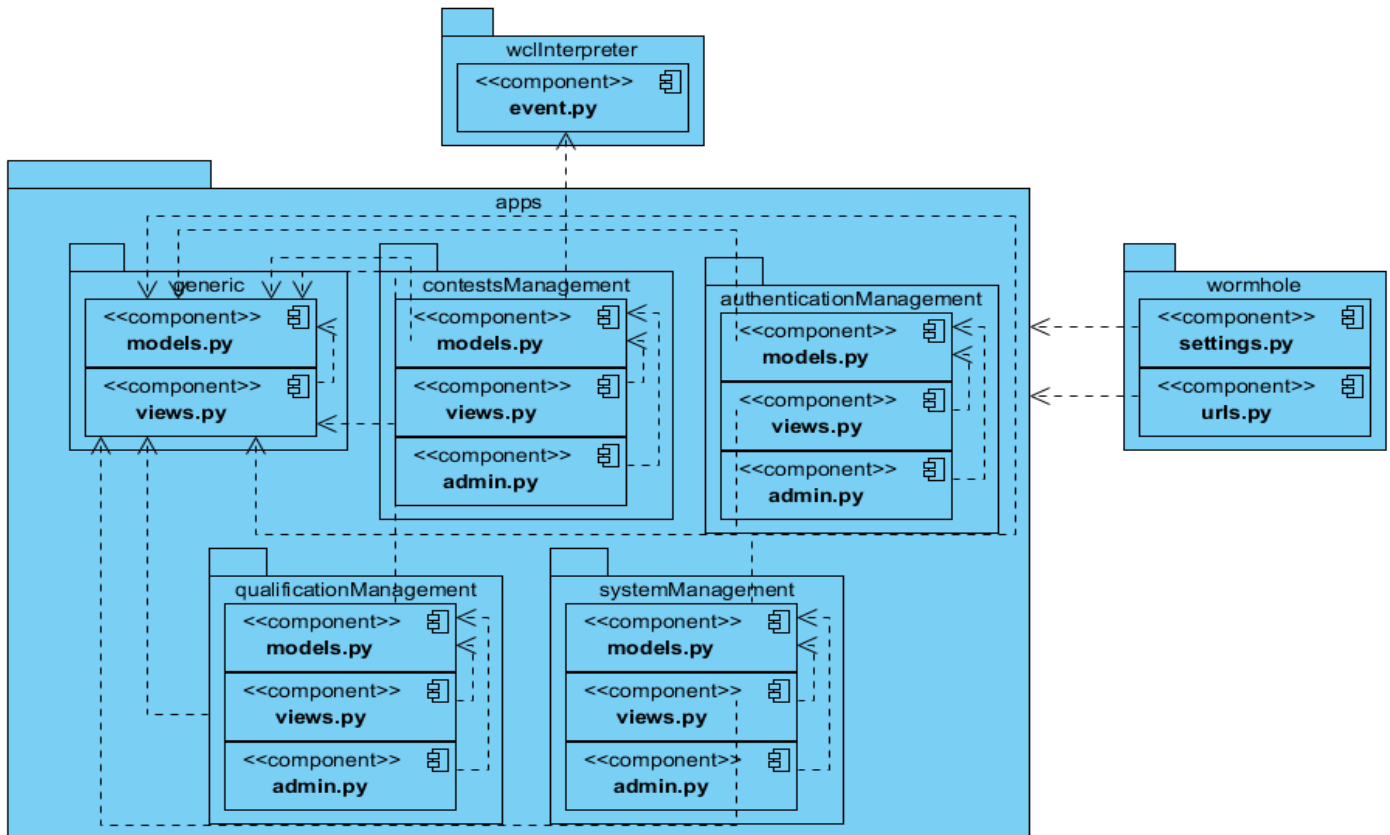 wclInterpreter
<<component>>
event.py
apps
generic
<<component>>
models.py
<<component>>
views.py
contestsManagement
<<component>>
models.py
<<component>>
views.py
<<component>>
admin.py
authenticationManagement
<<component>>
models.py
<<component>>
views.py
<<component>>
admin.py
wormhole
<<component>>
settings.py
<<component>>
urls.py
qualificationManagement
<<component>>
models.py
<<component>>
views.py
<<component>>
admin.py
systemManagement
<<component>>
models.py
<<component>>
views.py
<<component>>
admin.py